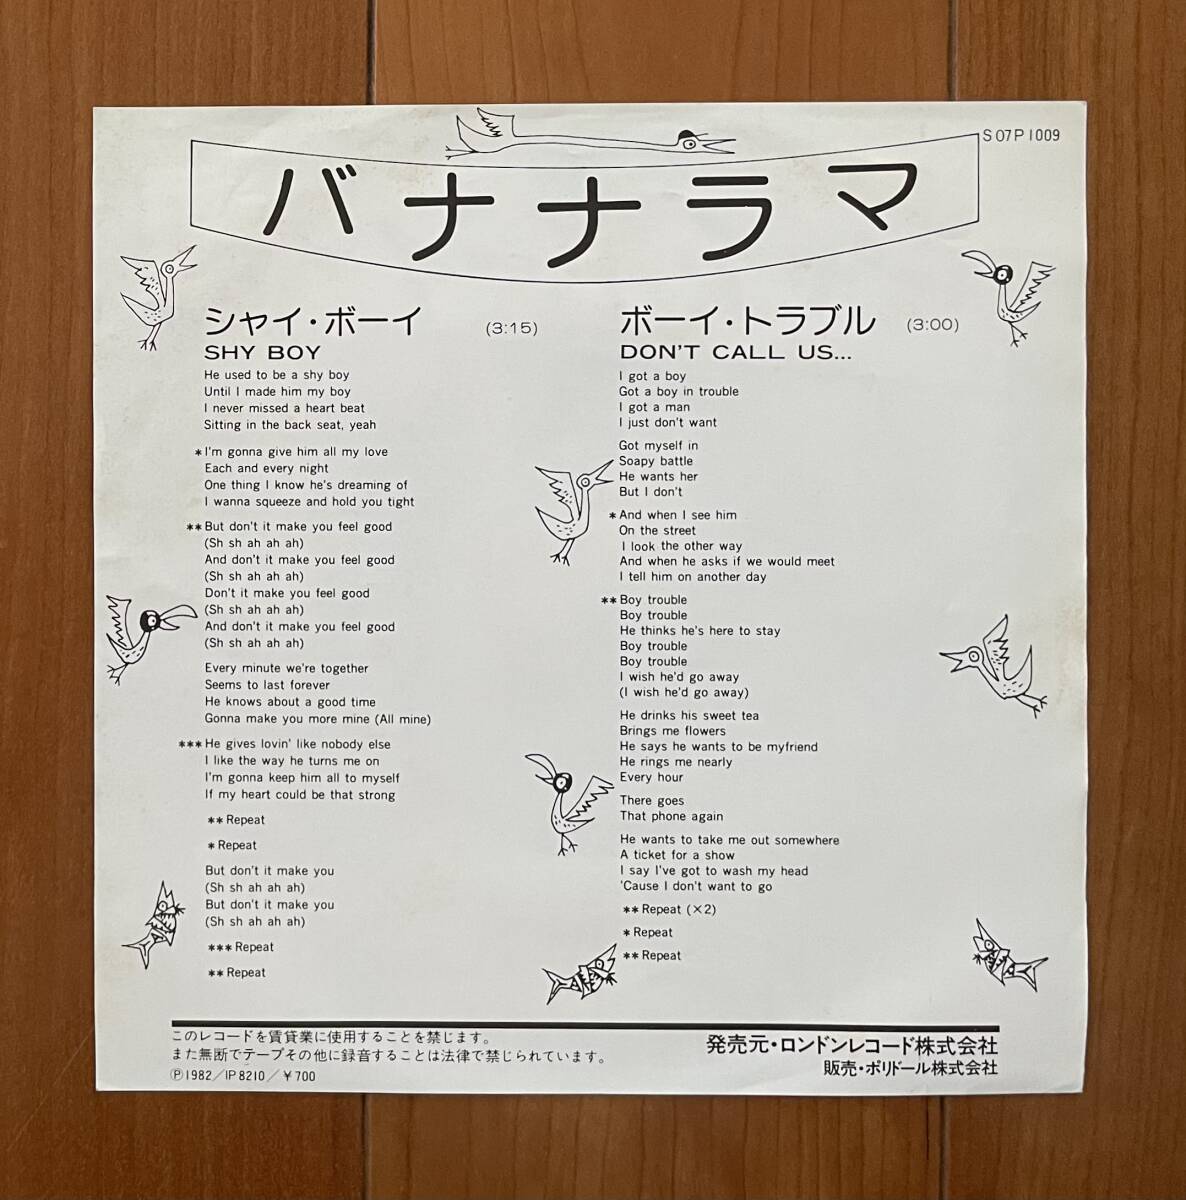 S07P1009
バナナラマ
シャイ・ボーイ (3:15)
SHY BOY
He used to be a shy boy
Until I made him my boy
I never missed a heart beat
Sitting in the back seat, yeah
*I'm gonna give him all my love
Each and every night
One thing I know he's dreaming of
I wanna squeeze and hold you tight
**But don't it make you feel good
(Sh sh ah ah ah)
And don't it make you feel good
(Sh sh ah ah ah)
Don't it make you feel good
(Sh sh ah ah ah)
And don't it make you feel good
(Sh sh ah ah ah)
Every minute we're together
Seems to last forever
He knows about a good time
Gonna make you more mine (All mine)
***He gives lovin' like nobody else
I like the way he turns me on
I'm gonna keep him all to myself
If my heart could be that strong
**Repeat
*Repeat
But don't it make you
(Sh sh ah ah ah)
But don't it make you
(Sh sh ah ah ah)
***Repeat
**Repeat
ボーイ・トラブル (3:00)
DON'T CALL US...
I got a boy
Got a boy in trouble
I got a man
I just don't want
Got myself in
Soapy battle
He wants her
But I don't
*And when I see him
On the street
I look the other way
And when he asks if we would meet
I tell him on another day
**Boy trouble
Boy trouble
He thinks he's here to stay
Boy trouble
Boy trouble
I wish he'd go away
(I wish he'd go away)
He drinks his sweet tea
Brings me flowers
He says he wants to be myfriend
He rings me nearly
Every hour
There goes
That phone again
He wants to take me out somewhere
A ticket for a show
I say I've got to wash my head
'Cause I don't want to go
**Repeat (×2)
*Repeat
**Repeat
このレコードを賃貸業に使用することを禁じます。
また無断でテープその他に録音することは法律で禁じられています。
Ⓟ1982/IP8210/¥700
発売元・ロンドンレコード株式会社
販売・ポリドール株式会社